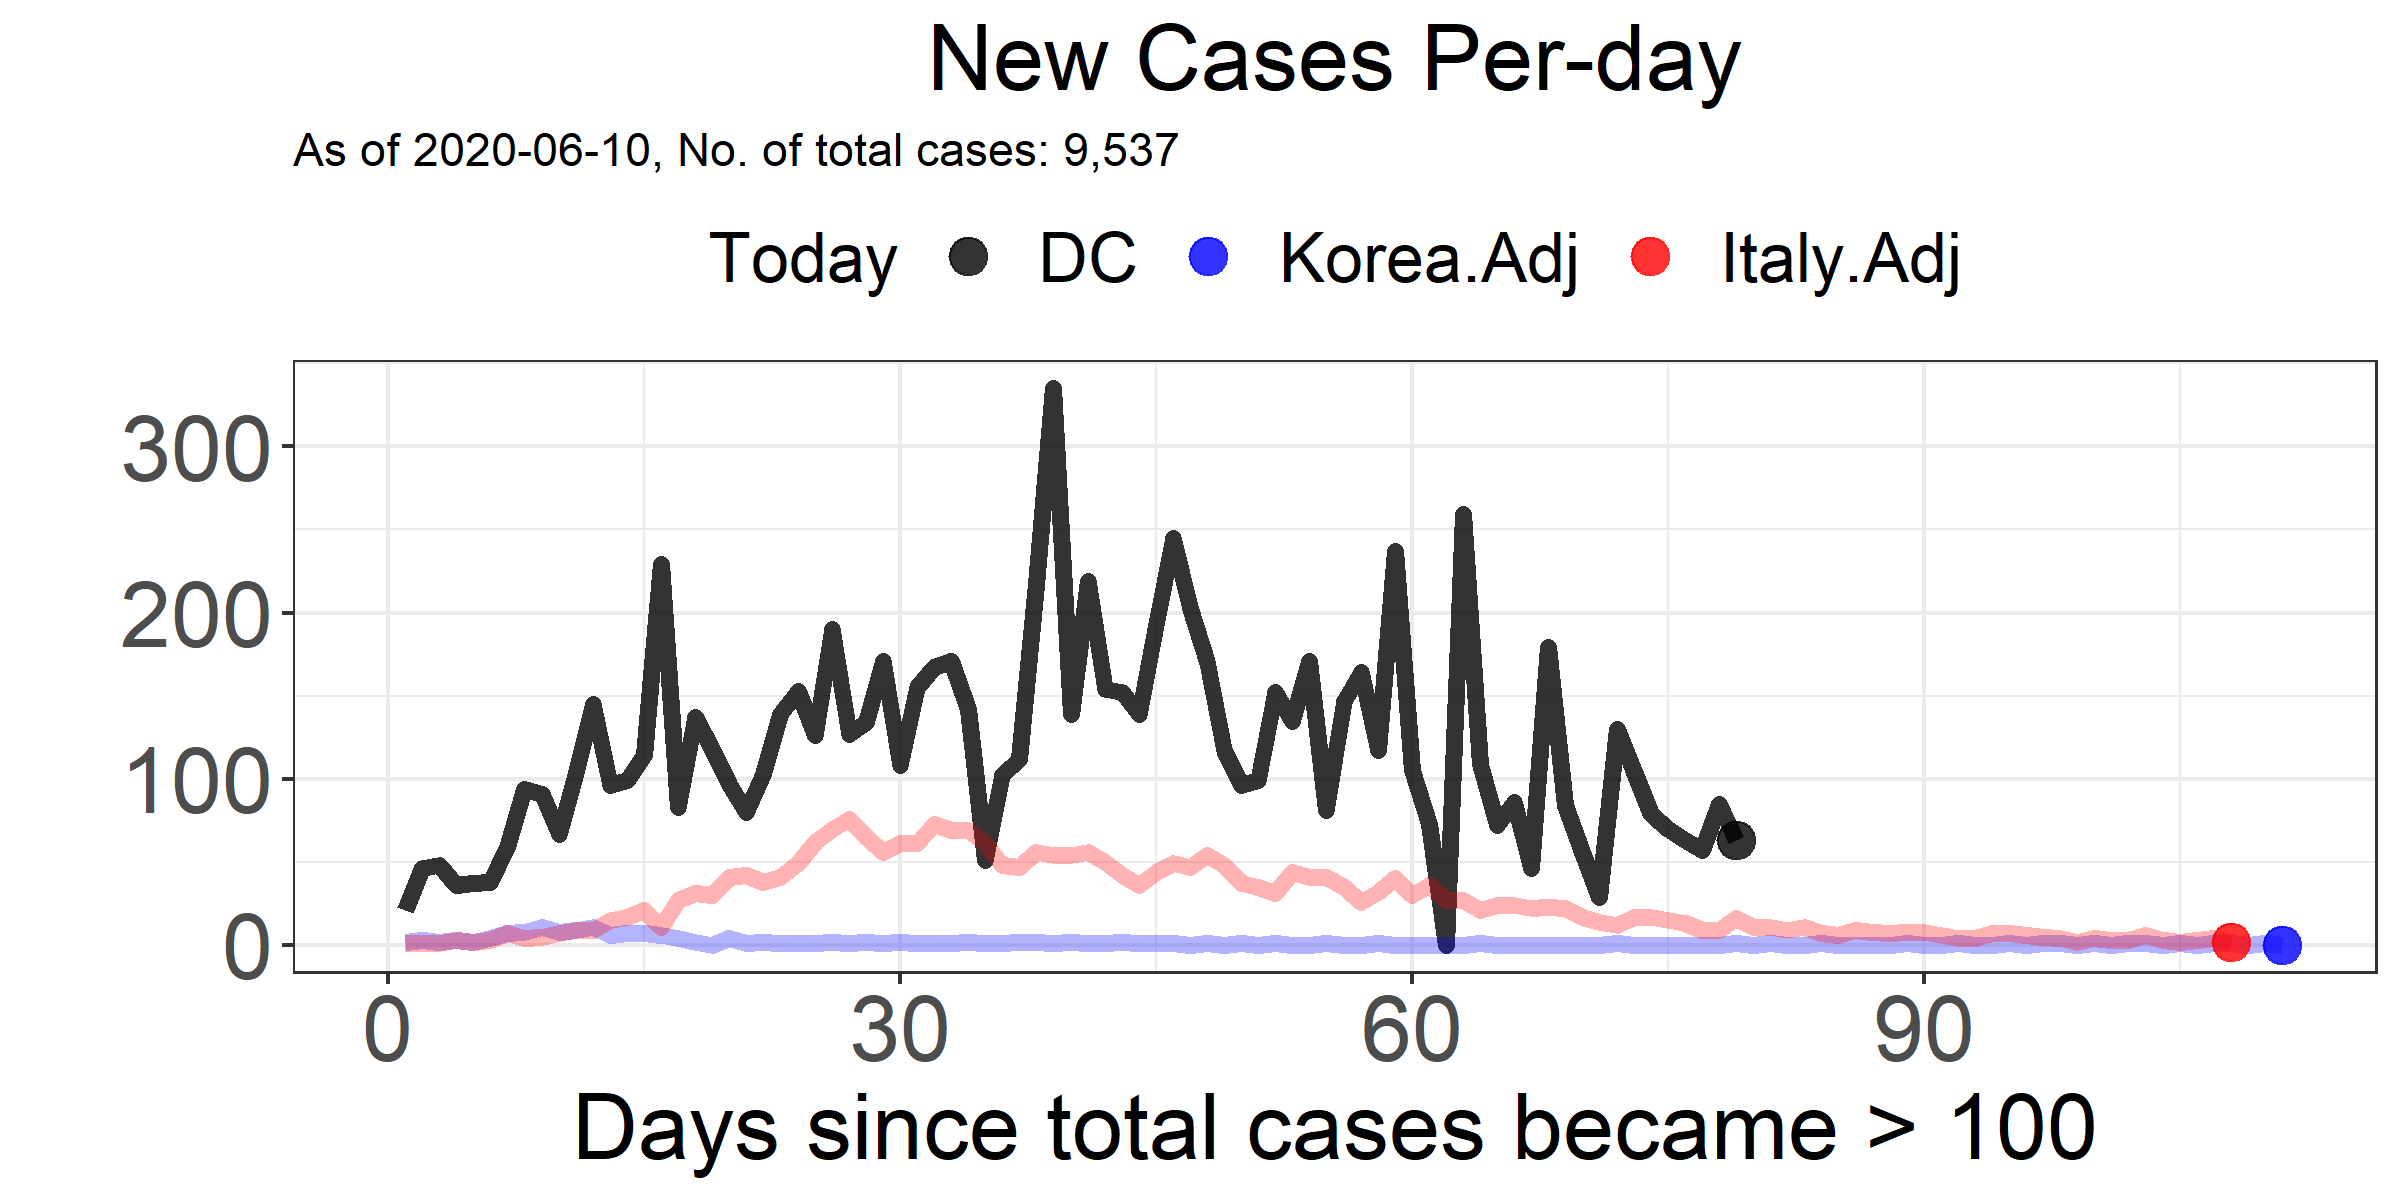 New Cases Per-day
As of 2020-06-10, No. of total cases: 9,537
Today DC Korea.Adj Italy.Adj
300
200
100
0
0 30 60 90
Days since total cases became > 100